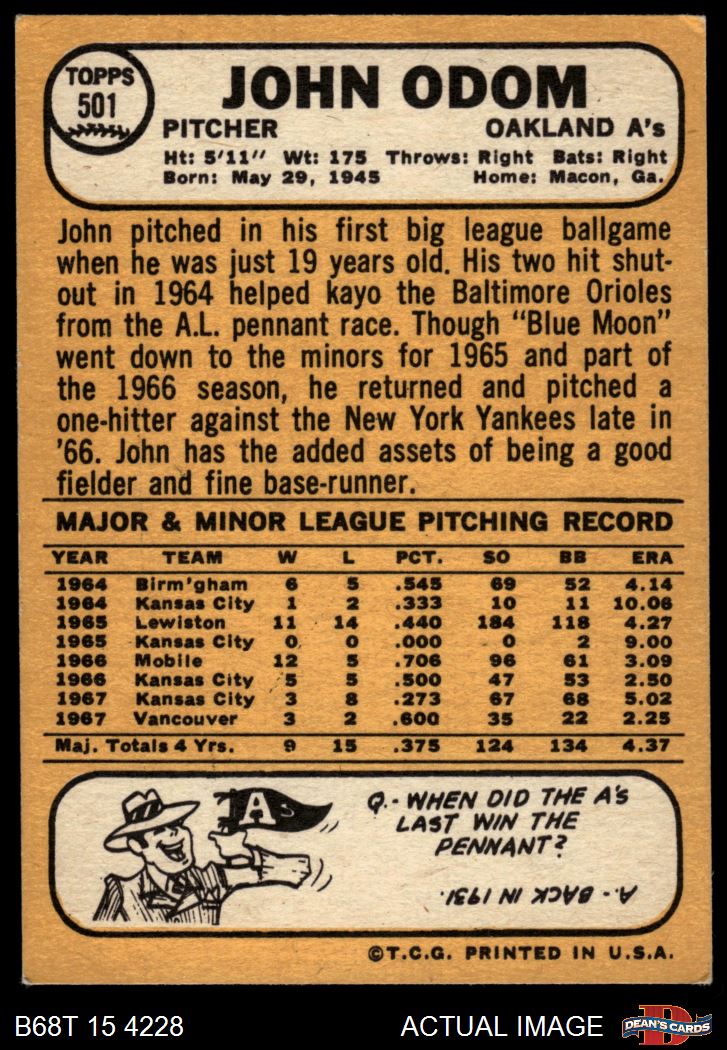 TOPPS
501
JOHN ODOM
PITCHER OAKLAND A's
Ht: 5'11" Wt: 175 Throws: Right Bats: Right
Born: May 29, 1945 Home: Macon, Ga.
John pitched in his first big league ballgame
when he was just 19 years old. His two hit shut-
out in 1964 helped kayo the Baltimore Orioles
from the A.L. pennant race. Though "Blue Moon"
went down to the minors for 1965 and part of
the 1966 season, he returned and pitched a
one-hitter against the New York Yankees late in
'66. John has the added assets of being a good
fielder and fine base-runner.
MAJOR & MINOR LEAGUE PITCHING RECORD
YEAR TEAM W L PCT. SO BB ERA
1964 Birm'gham 6 5 .545 69 52 4.14
1964 Kansas City 1 2 .333 10 11 10.06
1965 Lewiston 11 14 .440 184 118 4.27
1965 Kansas City 0 0 .000 0 2 9.00
1966 Mobile 12 5 .706 96 61 3.09
1966 Kansas City 5 5 .500 47 53 2.50
1967 Kansas City 3 8 .273 67 68 5.02
1967 Vancouver 3 2 .600 35 22 2.25
Maj. Totals 4 Yrs. 9 15 .375 124 134 4.37
A's
Q.- WHEN DID THE A's
LAST WIN THE
PENNANT?
A.- BACK IN 1931.
©T.C.G. PRINTED IN U.S.A.
B68T 15 4228 ACTUAL IMAGE
D
DEAN'S CARDS